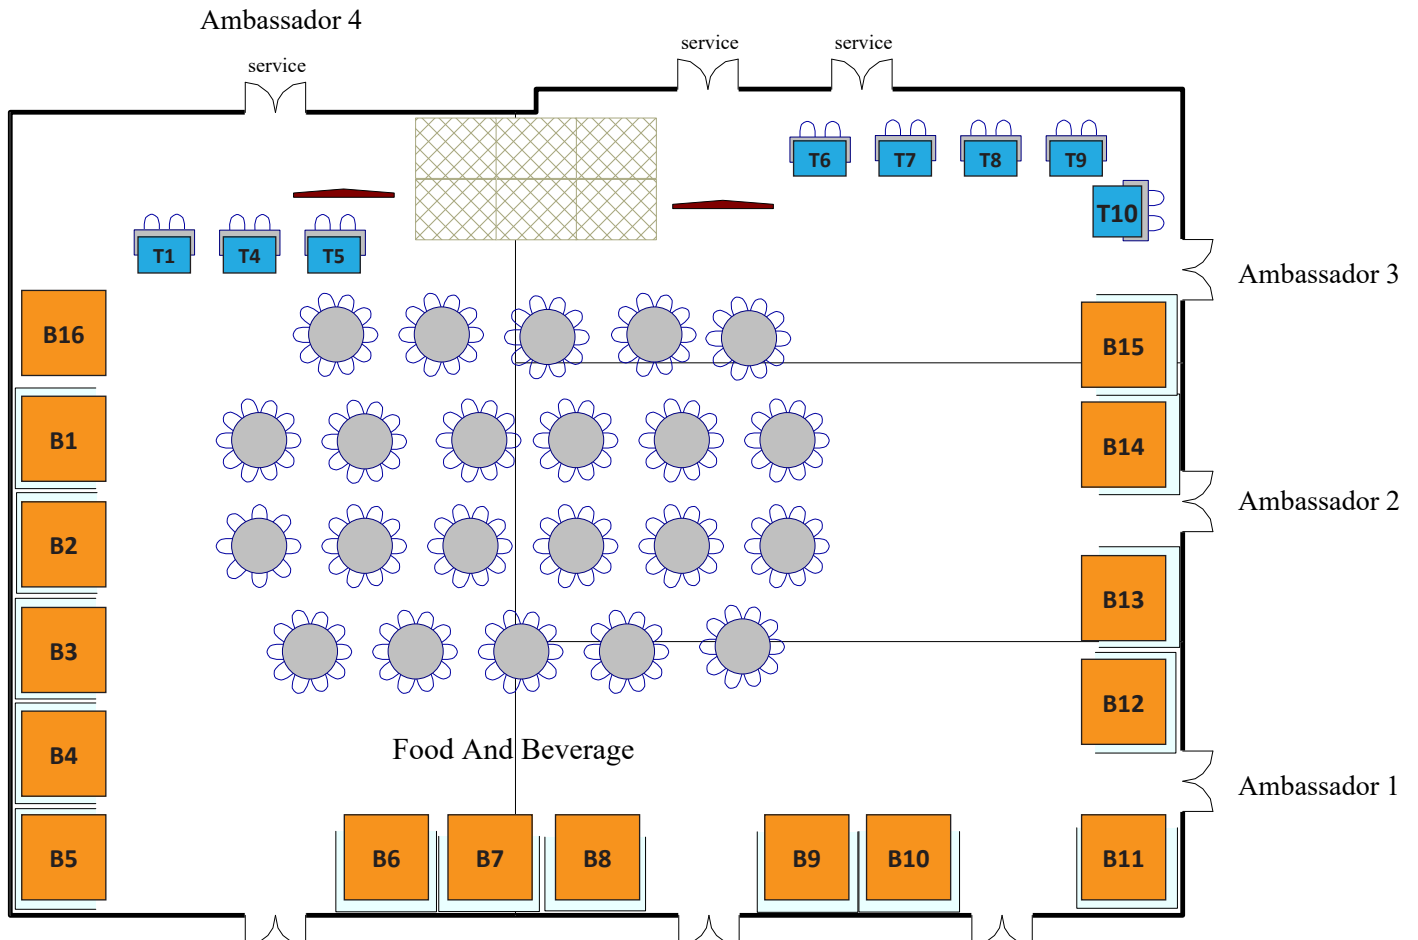 Ambassador 4
service
service
service
T6
T7
T8
T9
T10
T1
T4
T5
Ambassador 3
B16
B15
B1
B14
Ambassador 2
B2
B13
B3
B12
Food And Beverage
B4
Ambassador 1
B5
B6
B7
B8
B9
B10
B11